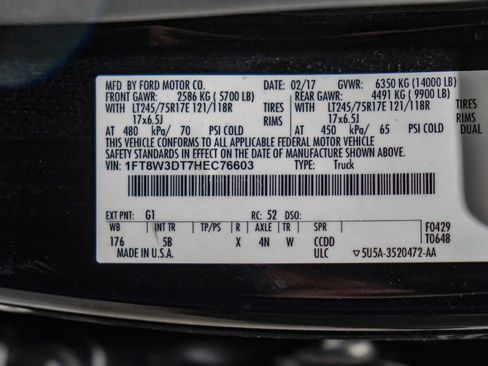 MFD. BY FORD MOTOR CO. 02/17 GVWR: 6350 KG (14000 LB)
FRONT GAWR: 2586 KG ( 5700 LB) REAR GAWR: 4491 KG ( 9900 LB)
WITH LT245/75R17E 121/118R TIRES WITH LT245/75R17E 121/118R TIRES
17x6.5J RIMS 17x6.5J RIMS
AT 480 kPa/ 70 PSI COLD AT 450 kPa/ 65 PSI COLD DUAL
THIS VEHICLE CONFORMS TO ALL APPLICABLE FEDERAL MOTOR VEHICLE
SAFETY STANDARDS IN EFFECT ON THE DATE OF MANUFACTURE SHOWN ABOVE.
VIN: 1FT8W3DT7HEC76603 TYPE: Truck
EXT PNT: G1 RC: 52 DSO:
WB INT TR TP/PS R AXLE TR SPR F0429
176 5B X 4N W CCDD T0648
MADE IN U.S.A. ULC ▽5U5A-3520472-AA